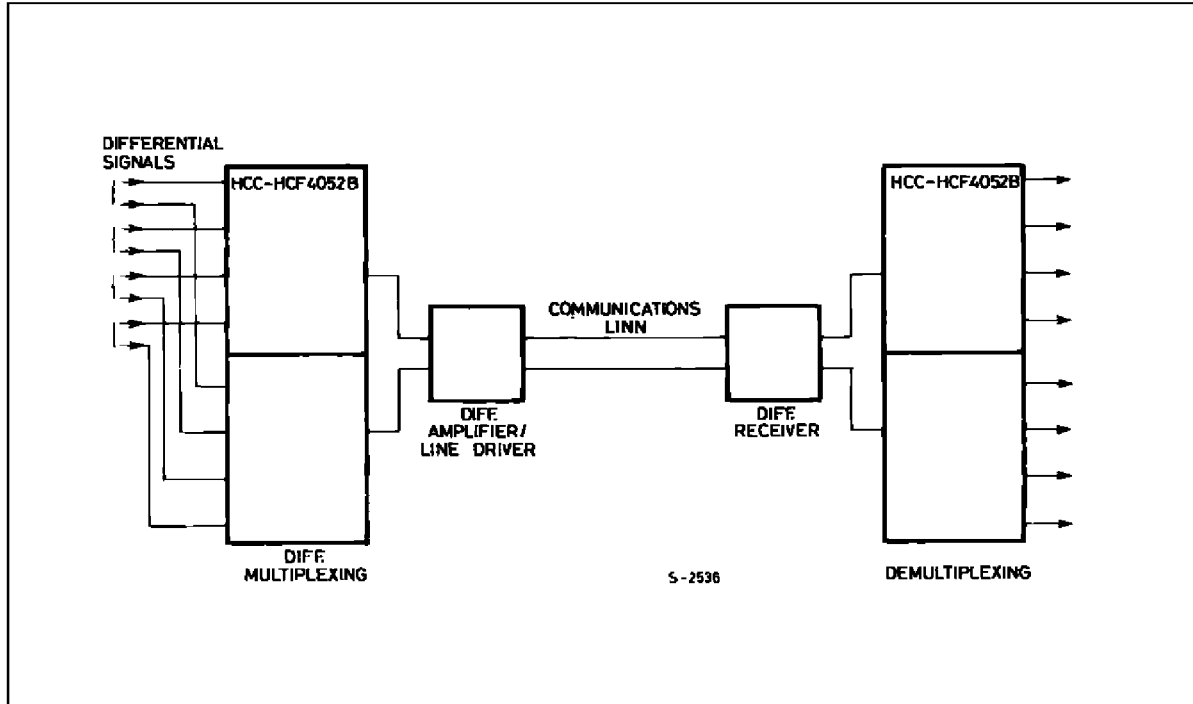 DIFFERENTIAL
SIGNALS
HCC-HCF4052B
HCC-HCF4052B
COMMUNICATIONS
LINN
DIFF.
AMPLIFIER/
LINE DRIVER
DIFF.
RECEIVER
DIFF.
MULTIPLEXING
S-2536
DEMULTIPLEXING